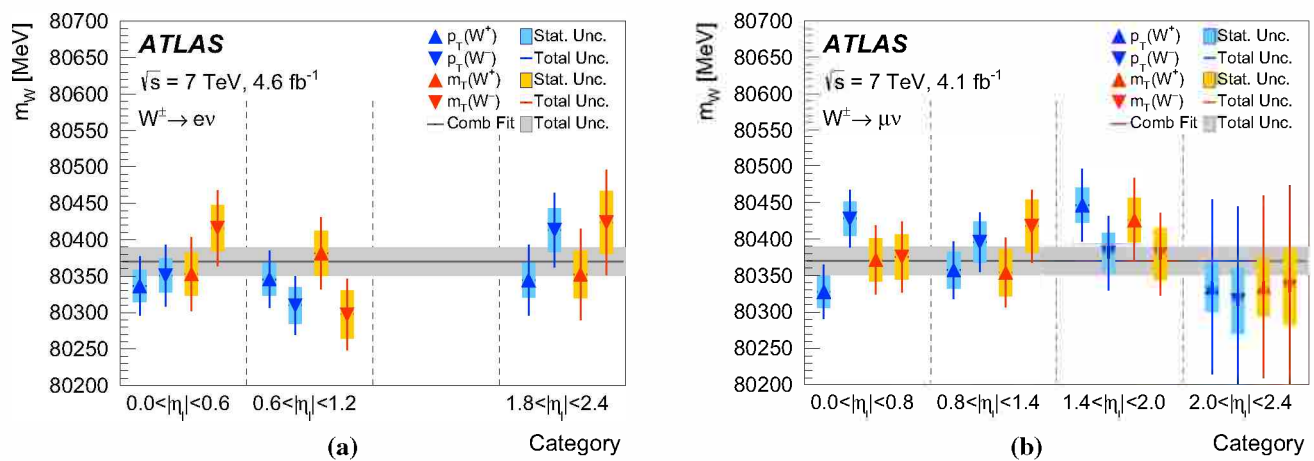 m_W [MeV]
80700
80650
80600
80550
80500
80450
80400
80350
80300
80250
80200
ATLAS
√s = 7 TeV, 4.6 fb⁻¹
W± → eν
p_T(W⁺) Stat. Unc.
p_T(W⁻) Total Unc.
m_T(W⁺) Stat. Unc.
m_T(W⁻) Total Unc.
Comb Fit Total Unc.
0.0<|η_l|<0.6 0.6<|η_l|<1.2 1.8<|η_l|<2.4
(a) Category
m_W [MeV]
80700
80650
80600
80550
80500
80450
80400
80350
80300
80250
80200
ATLAS
√s = 7 TeV, 4.1 fb⁻¹
W± → μν
p_T(W⁺) Stat. Unc.
p_T(W⁻) Total Unc.
m_T(W⁺) Stat. Unc.
m_T(W⁻) Total Unc.
Comb Fit Total Unc.
0.0<|η_l|<0.8 0.8<|η_l|<1.4 1.4<|η_l|<2.0 2.0<|η_l|<2.4
(b) Category